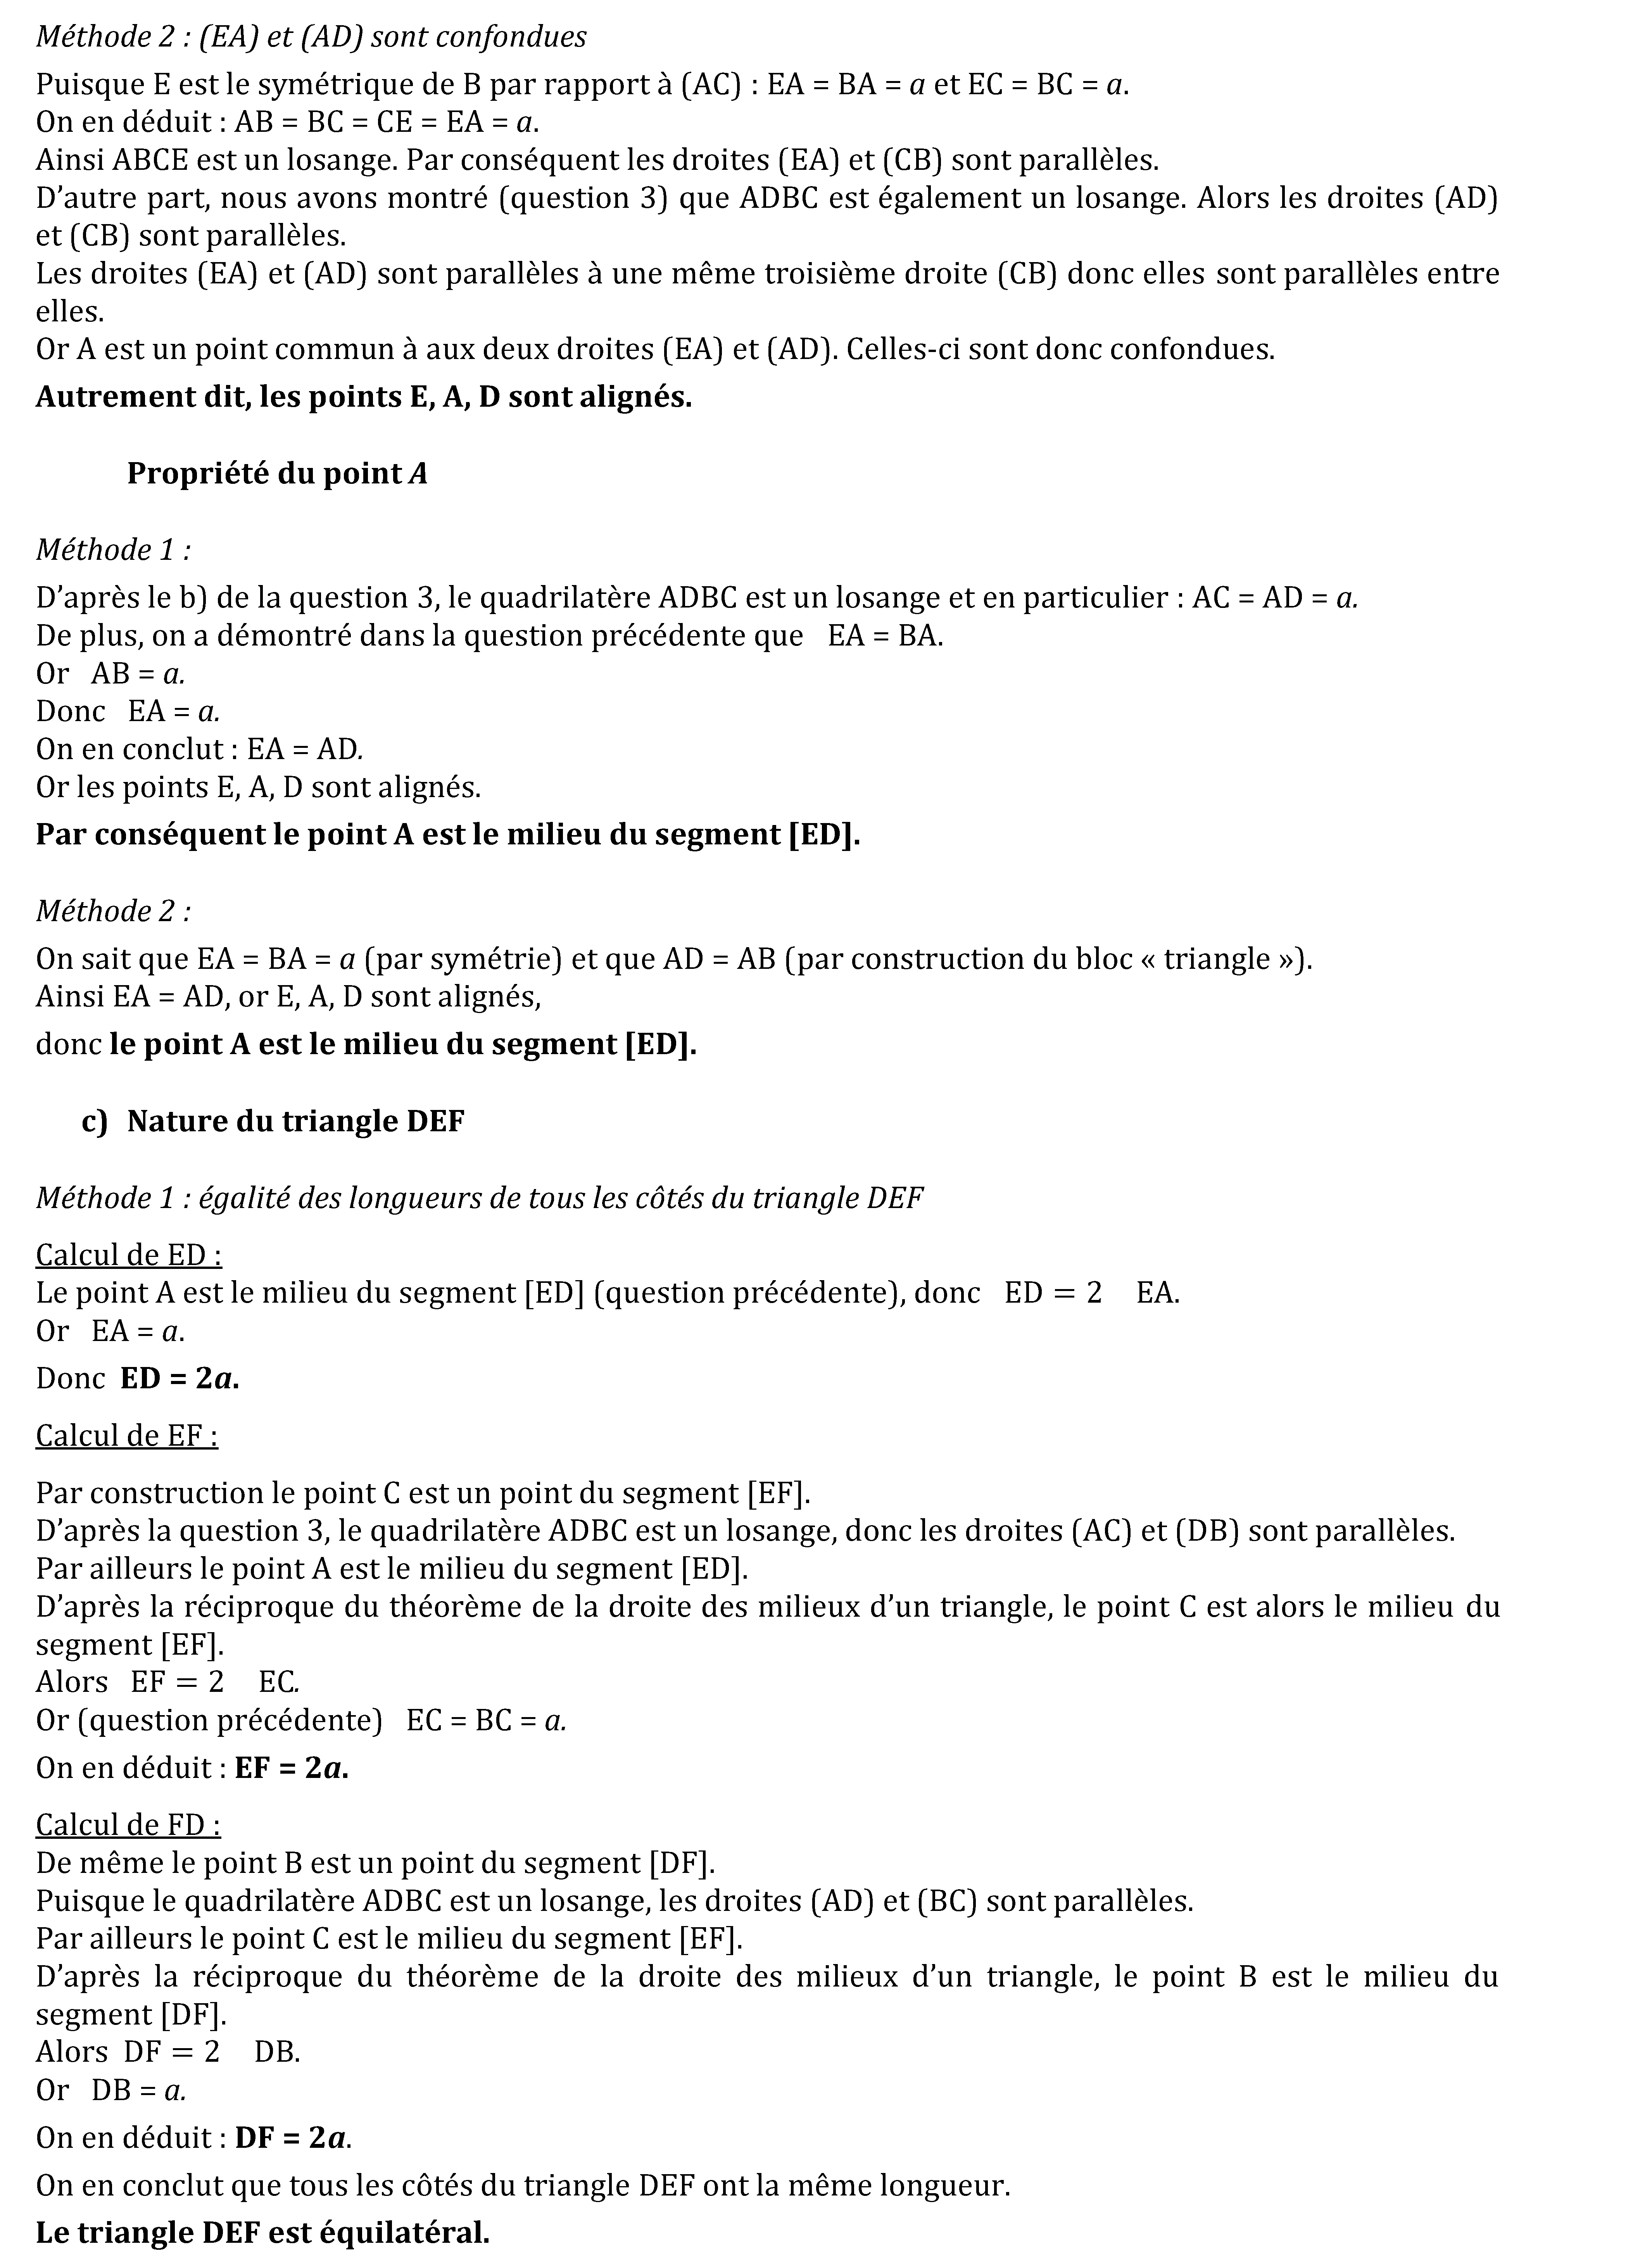 Méthode 2 : (EA) et (AD) sont confondues
Puisque E est le symétrique de B par rapport à (AC) : EA = BA = a et EC = BC = a.
On en déduit : AB = BC = CE = EA = a.
Ainsi ABCE est un losange. Par conséquent les droites (EA) et (CB) sont parallèles.
D’autre part, nous avons montré (question 3) que ADBC est également un losange. Alors les droites (AD)
et (CB) sont parallèles.
Les droites (EA) et (AD) sont parallèles à une même troisième droite (CB) donc elles sont parallèles entre
elles.
Or A est un point commun à aux deux droites (EA) et (AD). Celles-ci sont donc confondues.
Autrement dit, les points E, A, D sont alignés.
Propriété du point A
Méthode 1 :
D’après le b) de la question 3, le quadrilatère ADBC est un losange et en particulier : AC = AD = a.
De plus, on a démontré dans la question précédente que EA = BA.
Or AB = a.
Donc EA = a.
On en conclut : EA = AD.
Or les points E, A, D sont alignés.
Par conséquent le point A est le milieu du segment [ED].
Méthode 2 :
On sait que EA = BA = a (par symétrie) et que AD = AB (par construction du bloc « triangle »).
Ainsi EA = AD, or E, A, D sont alignés,
donc le point A est le milieu du segment [ED].
c) Nature du triangle DEF
Méthode 1 : égalité des longueurs de tous les côtés du triangle DEF
Calcul de ED :
Le point A est le milieu du segment [ED] (question précédente), donc ED = 2 EA.
Or EA = a.
Donc ED = 2a.
Calcul de EF :
Par construction le point C est un point du segment [EF].
D’après la question 3, le quadrilatère ADBC est un losange, donc les droites (AC) et (DB) sont parallèles.
Par ailleurs le point A est le milieu du segment [ED].
D’après la réciproque du théorème de la droite des milieux d’un triangle, le point C est alors le milieu du
segment [EF].
Alors EF = 2 EC.
Or (question précédente) EC = BC = a.
On en déduit : EF = 2a.
Calcul de FD :
De même le point B est un point du segment [DF].
Puisque le quadrilatère ADBC est un losange, les droites (AD) et (BC) sont parallèles.
Par ailleurs le point C est le milieu du segment [EF].
D’après la réciproque du théorème de la droite des milieux d’un triangle, le point B est le milieu du
segment [DF].
Alors DF = 2 DB.
Or DB = a.
On en déduit : DF = 2a.
On en conclut que tous les côtés du triangle DEF ont la même longueur.
Le triangle DEF est équilatéral.